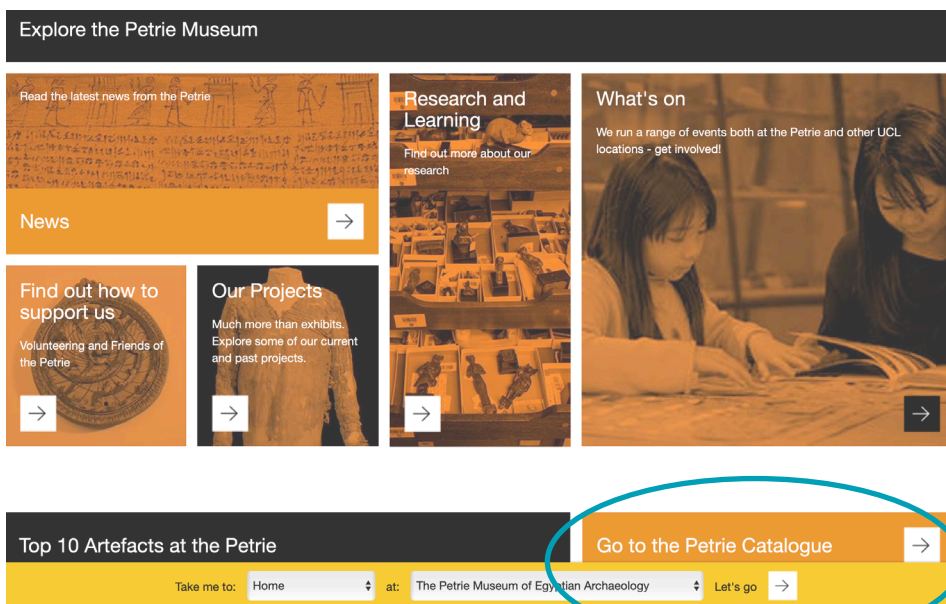 Explore the Petrie Museum
Read the latest news from the Petrie
News
Research and
Learning
Find out more about our
research
What's on
We run a range of events both at the Petrie and other UCL
locations - get involved!
Find out how to
support us
Volunteering and Friends of
the Petrie
Our Projects
Much more than exhibits.
Explore some of our current
and past projects.
Top 10 Artefacts at the Petrie
Go to the Petrie Catalogue
Take me to: Home at: The Petrie Museum of Egyptian Archaeology Let's go